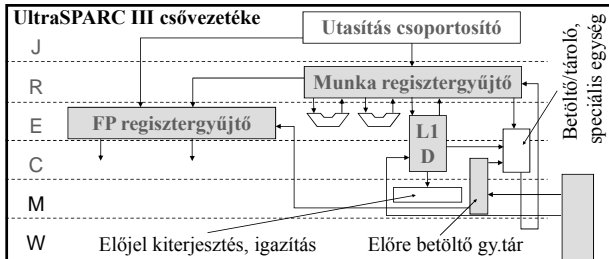 UltraSPARC III csővezetéke
Utasítás csoportosító
J
R
Munka regisztergyűjtő
E
FP regisztergyűjtő
L1
D
Betöltő/tároló,
speciális egység
C
M
W
Előjel kiterjesztés, igazítás
Előre betöltő gy.tár